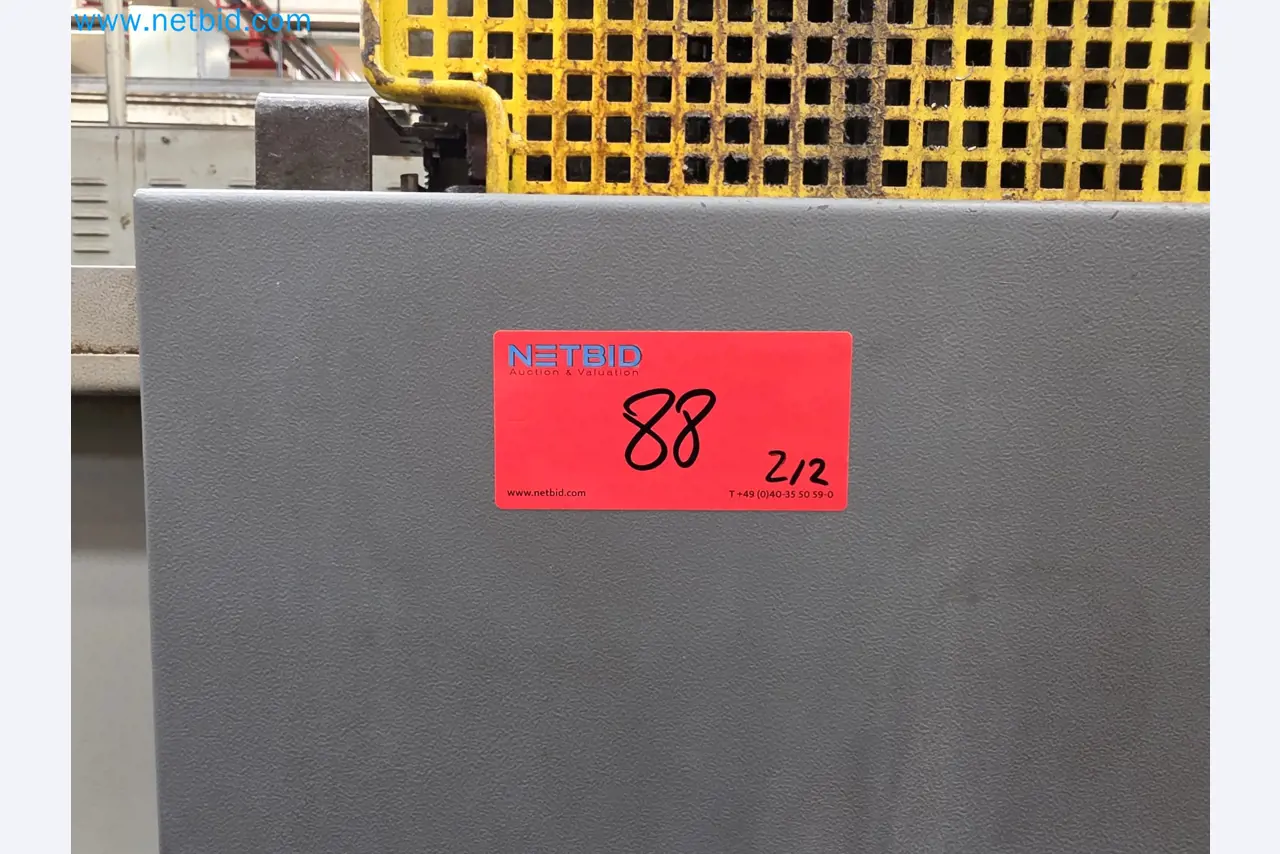 www.netbid.com
NETBID
Auction & Valuation
88
2/2
www.netbid.com T +49 (0)40-35 50 59-0